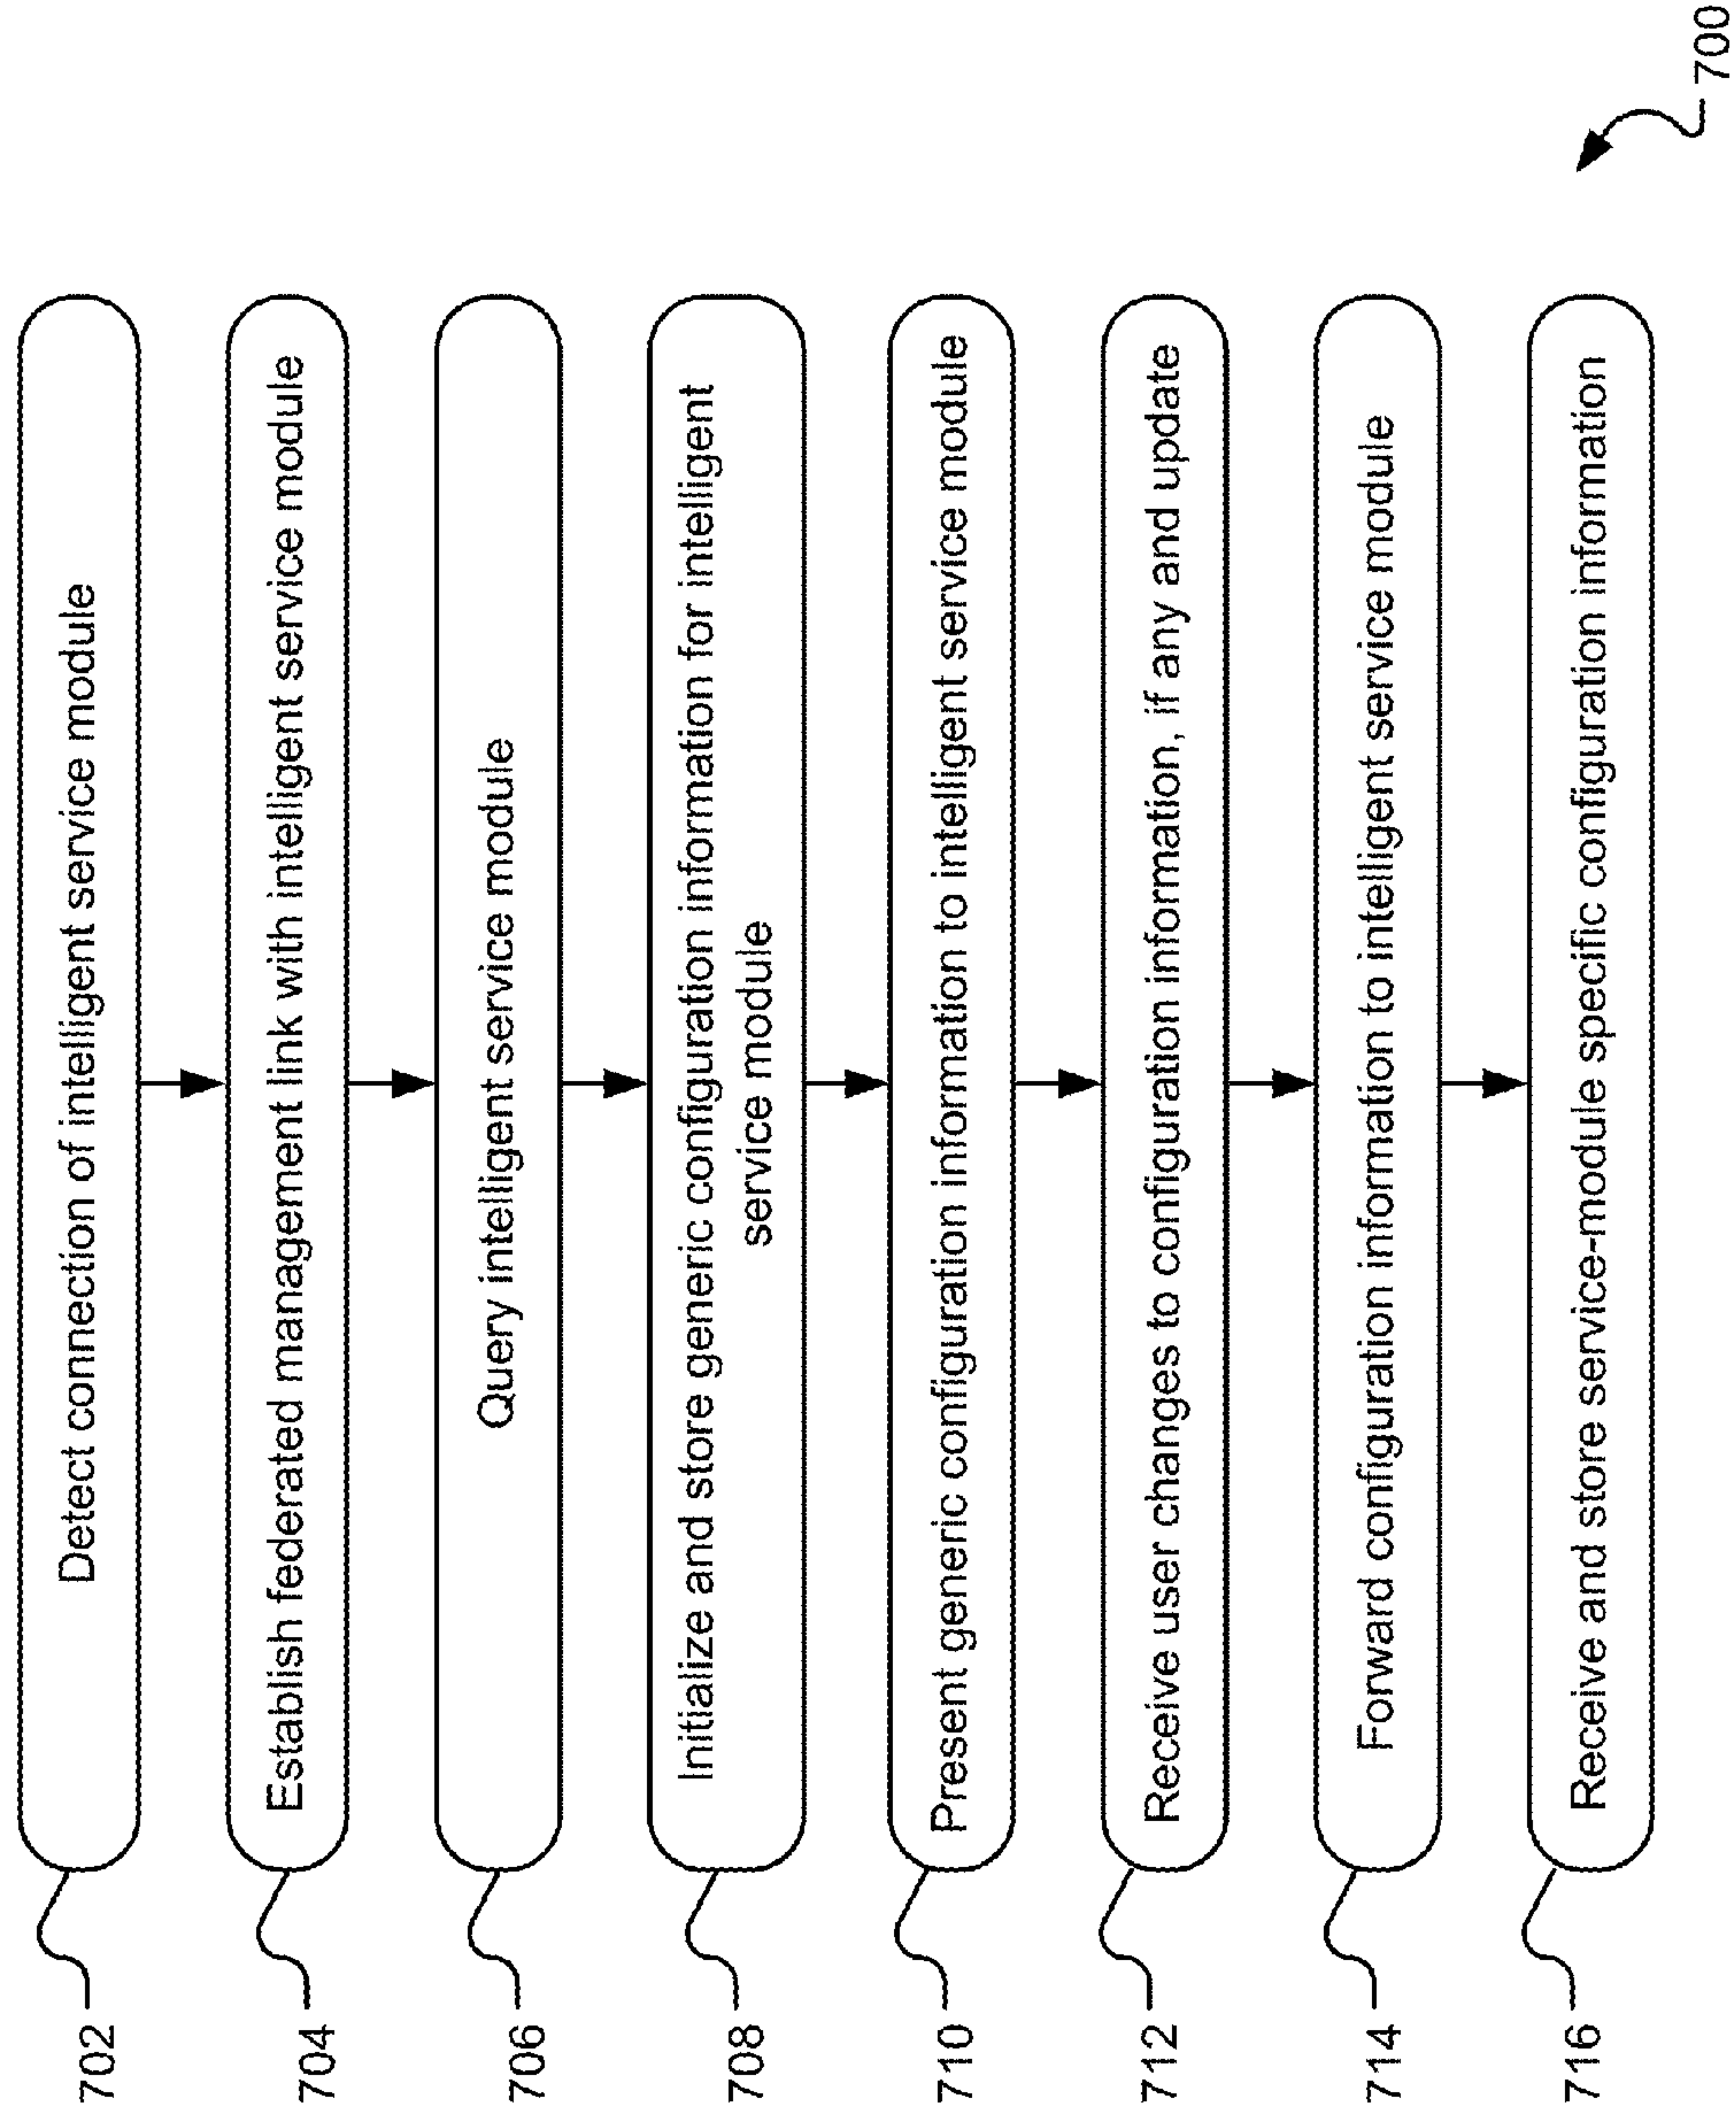 702
Detect connection of intelligent service module
704
Establish federated management link with intelligent service module
706
Query intelligent service module
708
Initialize and store generic configuration information for intelligent
service module
710
Present generic configuration information to intelligent service module
712
Receive user changes to configuration information, if any and update
714
Forward configuration information to intelligent service module
716
Receive and store service-module specific configuration information
700